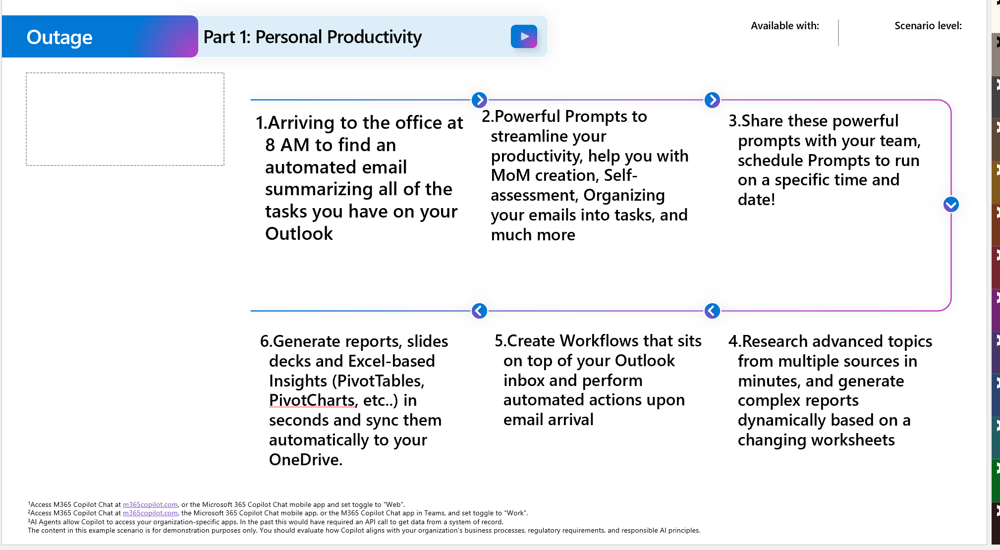 Outage
Part 1: Personal Productivity
Available with:
Scenario level:
1.Arriving to the office at
8 AM to find an
automated email
summarizing all of the
tasks you have on your
Outlook
2.Powerful Prompts to
streamline your
productivity, help you with
MoM creation, Self-
assessment, Organizing
your emails into tasks, and
much more
3.Share these powerful
prompts with your team,
schedule Prompts to run
on a specific time and
date!
4.Research advanced topics
from multiple sources in
minutes, and generate
complex reports
dynamically based on a
changing worksheets
5.Create Workflows that sits
on top of your Outlook
inbox and perform
automated actions upon
email arrival
6.Generate reports, slides
decks and Excel-based
Insights (PivotTables,
PivotCharts, etc..) in
seconds and sync them
automatically to your
OneDrive.
¹Access M365 Copilot Chat at m365copilot.com, or the Microsoft 365 Copilot Chat mobile app and set toggle to “Web”.
²Access M365 Copilot Chat at m365copilot.com, the Microsoft 365 Copilot Chat mobile app, or the M365 Copilot Chat app in Teams, and set toggle to “Work”.
³AI Agents allow Copilot to access your organization-specific apps. In the past this would have required an API call to get data from a system of record.
The content in this example scenario is for demonstration purposes only. You should evaluate how Copilot aligns with your organization’s business processes, regulatory requirements, and responsible AI principles.